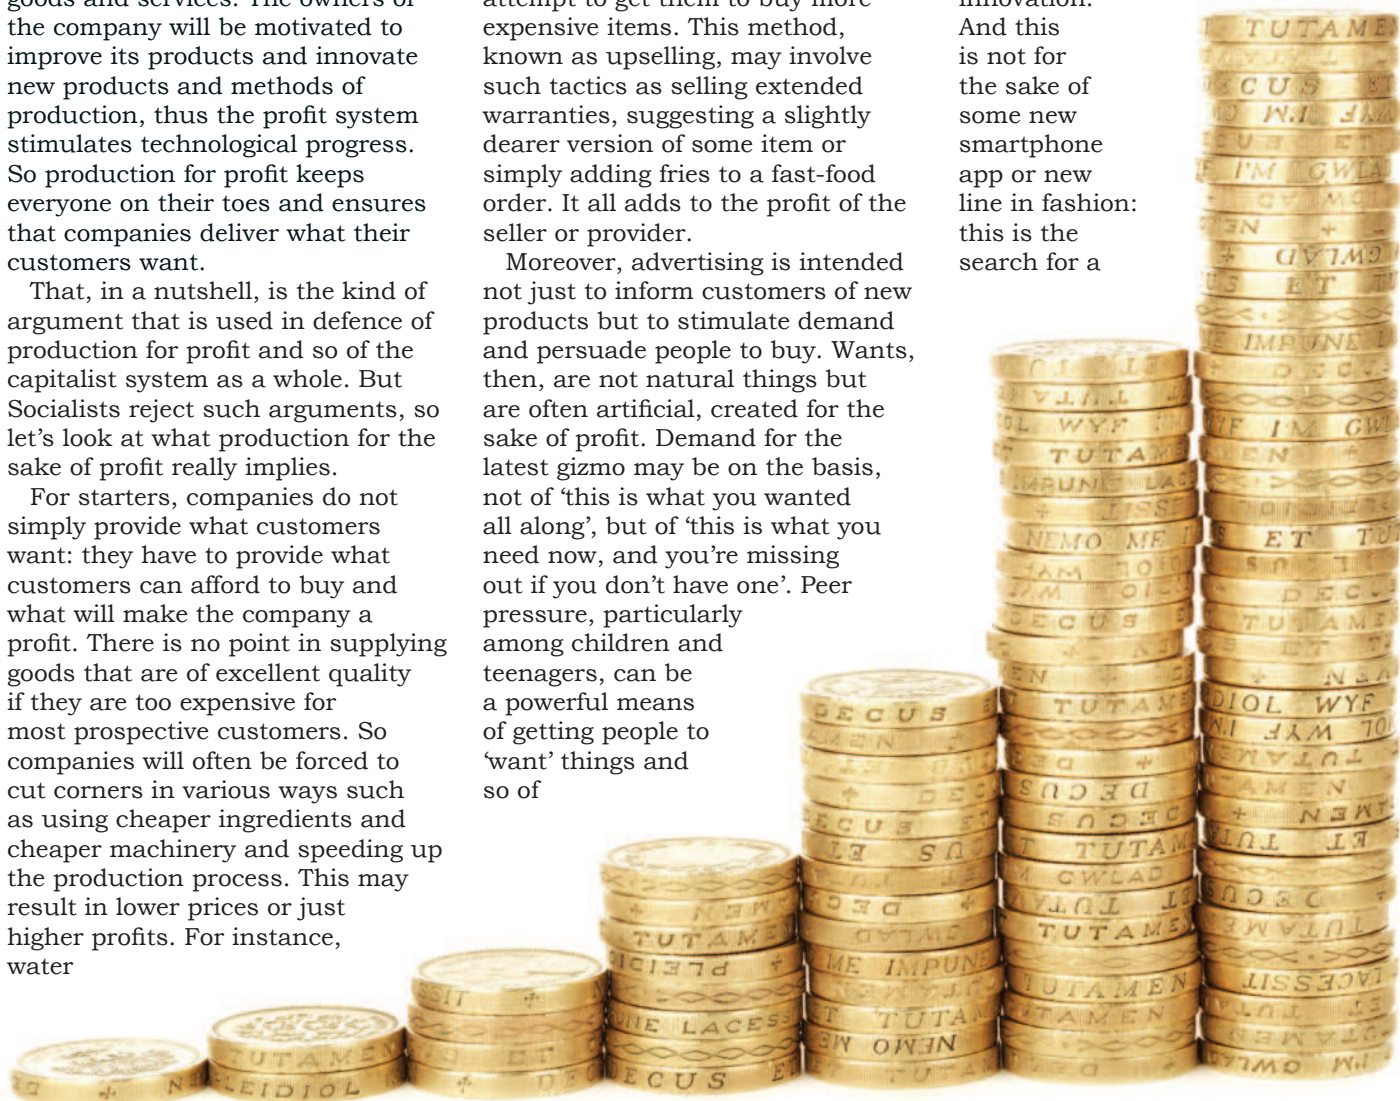 goods and services. The owners of
the company will be motivated to
improve its products and innovate
new products and methods of
production, thus the profit system
stimulates technological progress.
So production for profit keeps
everyone on their toes and ensures
that companies deliver what their
customers want.
That, in a nutshell, is the kind of
argument that is used in defence of
production for profit and so of the
capitalist system as a whole. But
Socialists reject such arguments, so
let’s look at what production for the
sake of profit really implies.
For starters, companies do not
simply provide what customers
want: they have to provide what
customers can afford to buy and
what will make the company a
profit. There is no point in supplying
goods that are of excellent quality
if they are too expensive for
most prospective customers. So
companies will often be forced to
cut corners in various ways such
as using cheaper ingredients and
cheaper machinery and speeding up
the production process. This may
result in lower prices or just
higher profits. For instance,
water
attempt to get them to buy more
expensive items. This method,
known as upselling, may involve
such tactics as selling extended
warranties, suggesting a slightly
dearer version of some item or
simply adding fries to a fast-food
order. It all adds to the profit of the
seller or provider.
Moreover, advertising is intended
not just to inform customers of new
products but to stimulate demand
and persuade people to buy. Wants,
then, are not natural things but
are often artificial, created for the
sake of profit. Demand for the
latest gizmo may be on the basis,
not of ‘this is what you wanted
all along’, but of ‘this is what you
need now, and you’re missing
out if you don’t have one’. Peer
pressure, particularly
among children and
teenagers, can be
a powerful means
of getting people to
‘want’ things and
so of
innovation.
And this
is not for
the sake of
some new
smartphone
app or new
line in fashion:
this is the
search for a